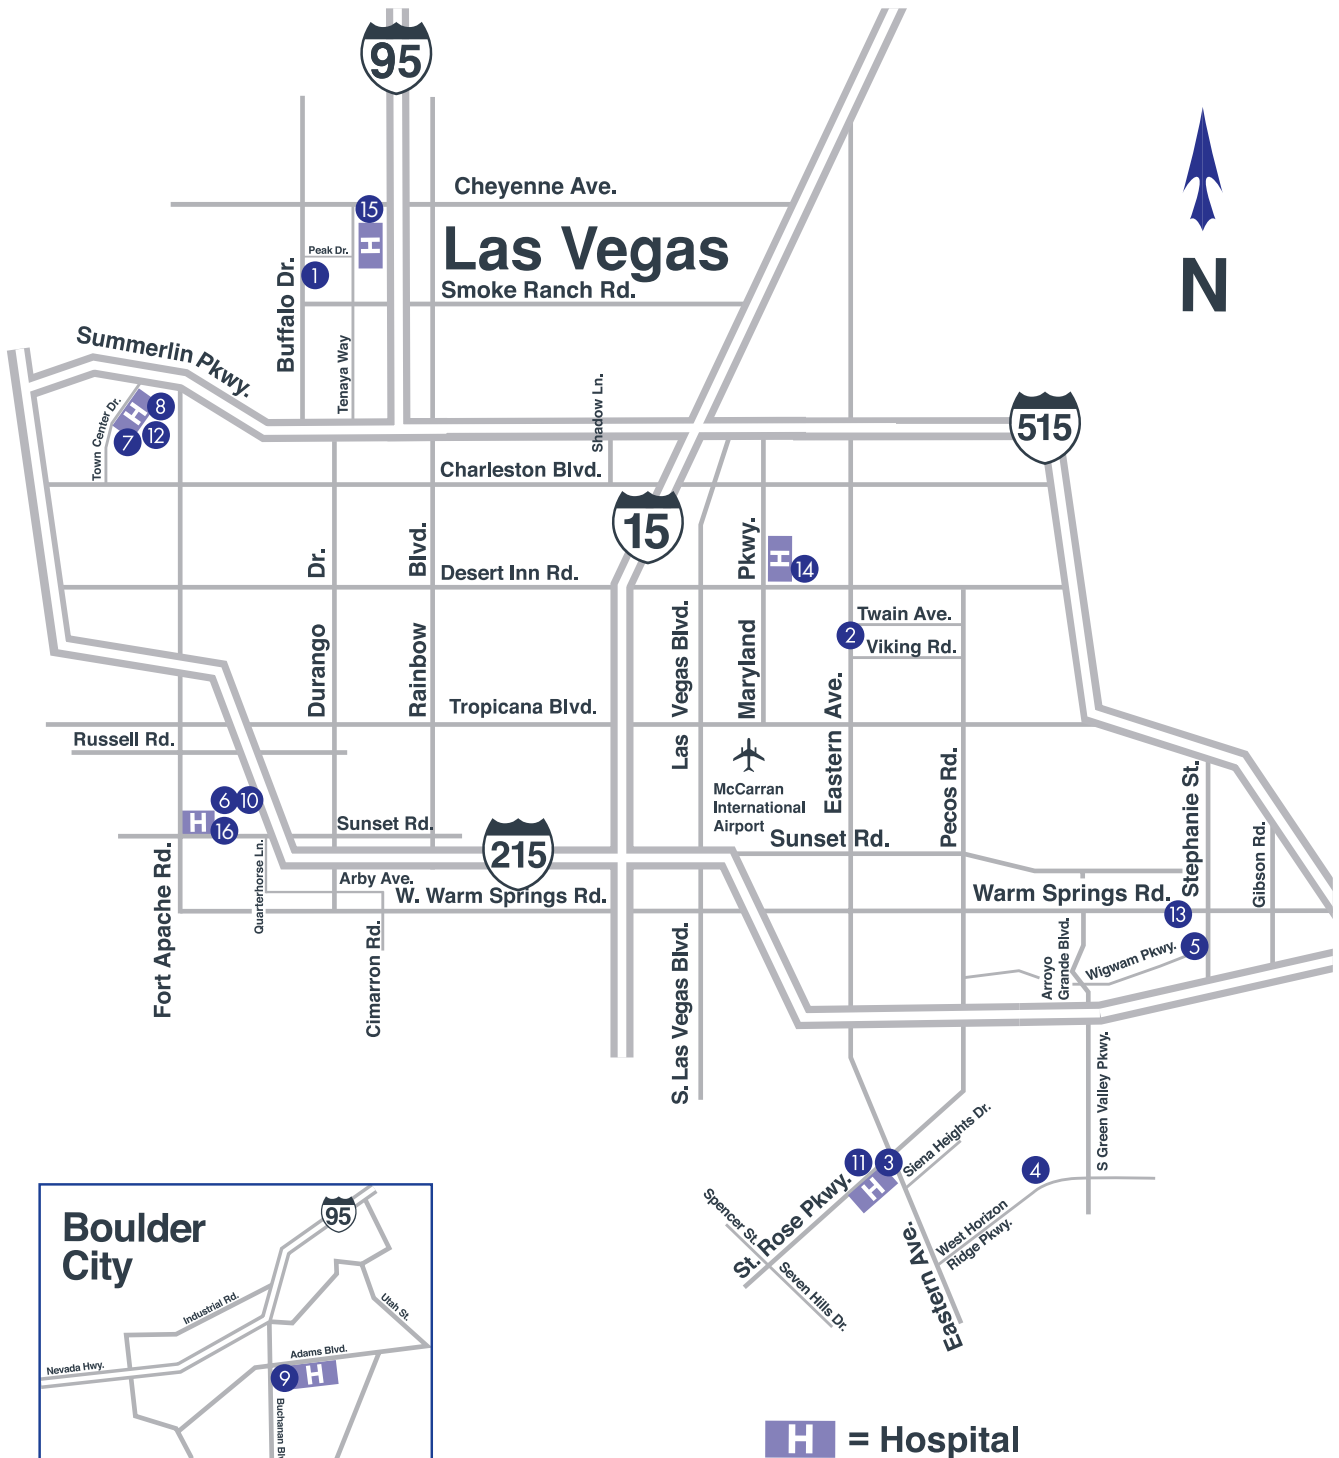 95
Cheyenne Ave.
15
H
Las Vegas
Peak Dr.
1
Buffalo Dr.
Smoke Ranch Rd.
N
Summerlin Pkwy.
Tenaya Way
Shadow Ln.
Town Center Dr.
H
8
7
12
515
Charleston Blvd.
15
Durango Dr.
Rainbow Blvd.
Desert Inn Rd.
Maryland Pkwy.
H
14
Las Vegas Blvd.
Twain Ave.
2
Viking Rd.
Eastern Ave.
Tropicana Blvd.
Russell Rd.
McCarran
International
Airport
Pecos Rd.
Stephanie St.
6
10
H
16
Sunset Rd.
Sunset Rd.
215
Gibson Rd.
Fort Apache Rd.
Quarterhorse Ln.
Arby Ave.
W. Warm Springs Rd.
Warm Springs Rd.
13
Cimarron Rd.
S. Las Vegas Blvd.
Arroyo
Grande Blvd.
Wigwam Pkwy.
5
S Green Valley Pkwy.
11
3
H
Siena Heights Dr.
4
Spencer St.
St. Rose Pkwy.
Seven Hills Dr.
Eastern Ave.
West Horizon
Ridge Pkwy.
Boulder
City
95
Industrial Rd.
Utah St.
Nevada Hwy.
Adams Blvd.
9
H
Buchanan Bl
H = Hospital